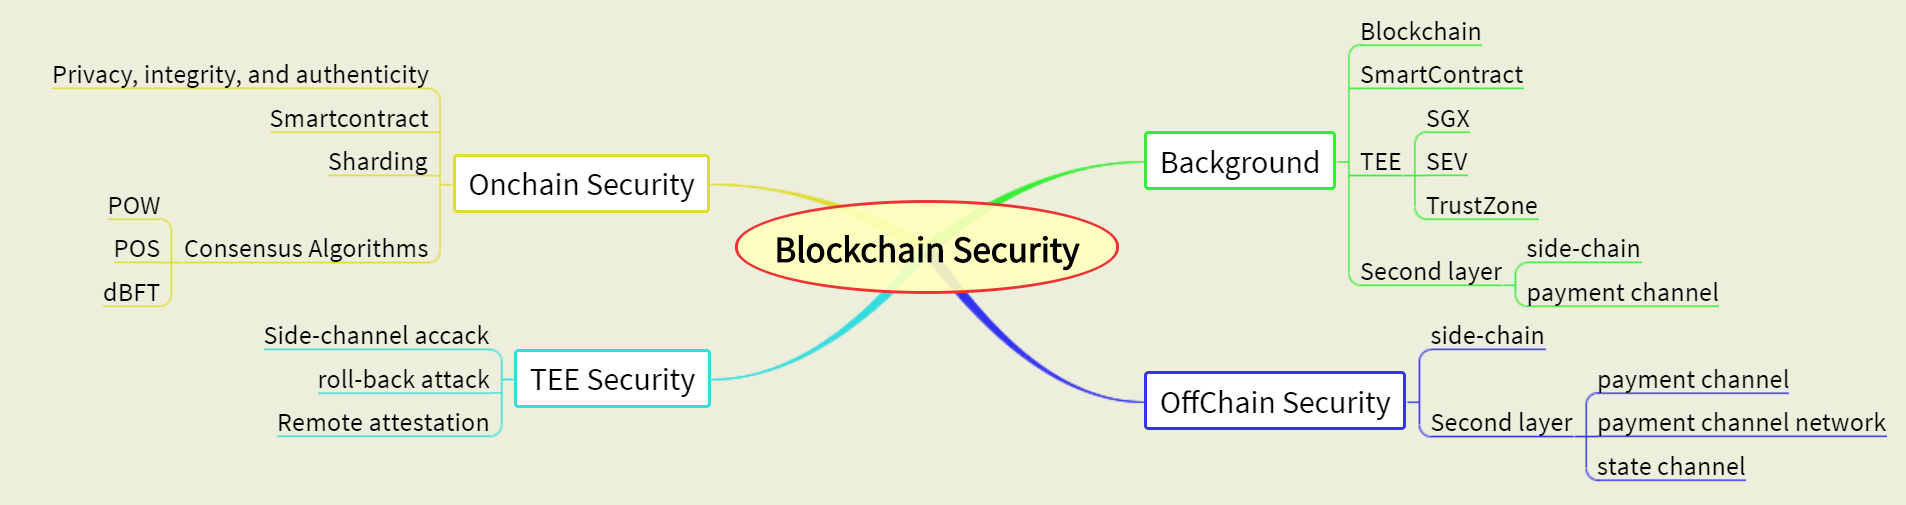 Blockchain Security
Background
Blockchain
SmartContract
TEE
SGX
SEV
TrustZone
Second layer
side-chain
payment channel
OffChain Security
side-chain
Second layer
payment channel
payment channel network
state channel
Onchain Security
Privacy, integrity, and authenticity
Smartcontract
Sharding
Consensus Algorithms
POW
POS
dBFT
TEE Security
Side-channel accack
roll-back attack
Remote attestation